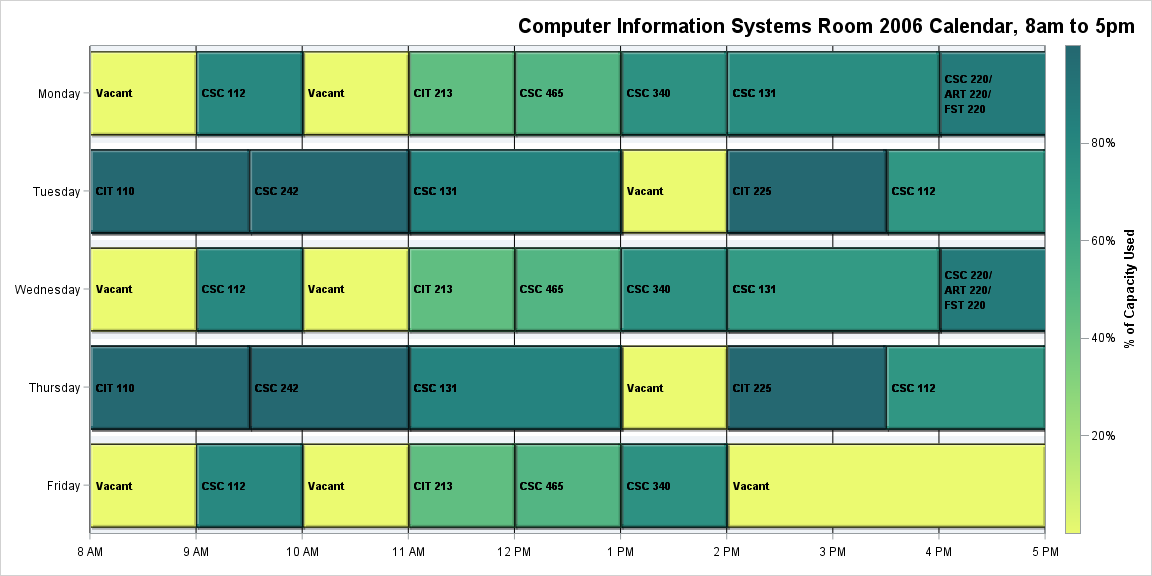 Computer Information Systems Room 2006 Calendar, 8am to 5pm
Monday
Vacant
CSC 112
Vacant
CIT 213
CSC 465
CSC 340
CSC 131
CSC 220/
ART 220/
FST 220
Tuesday
CIT 110
CSC 242
CSC 131
Vacant
CIT 225
CSC 112
Wednesday
Vacant
CSC 112
Vacant
CIT 213
CSC 465
CSC 340
CSC 131
CSC 220/
ART 220/
FST 220
Thursday
CIT 110
CSC 242
CSC 131
Vacant
CIT 225
CSC 112
Friday
Vacant
CSC 112
Vacant
CIT 213
CSC 465
CSC 340
Vacant
8 AM
9 AM
10 AM
11 AM
12 PM
1 PM
2 PM
3 PM
4 PM
5 PM
80%
60%
40%
20%
% of Capacity Used